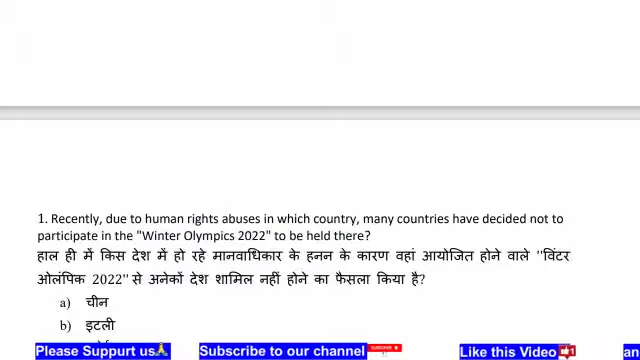 1. Recently, due to human rights abuses in which country, many countries have decided not to
participate in the "Winter Olympics 2022" to be held there?
हाल ही में किस देश में हो रहे मानवाधिकार के हनन के कारण वहां आयोजित होने वाले "विंटर
ओलंपिक 2022" से अनेकों देश शामिल नहीं होने का फैसला किया है?
a) चीन
b) इटली
Please Suppurt us Subscribe to our channel Like this Video an